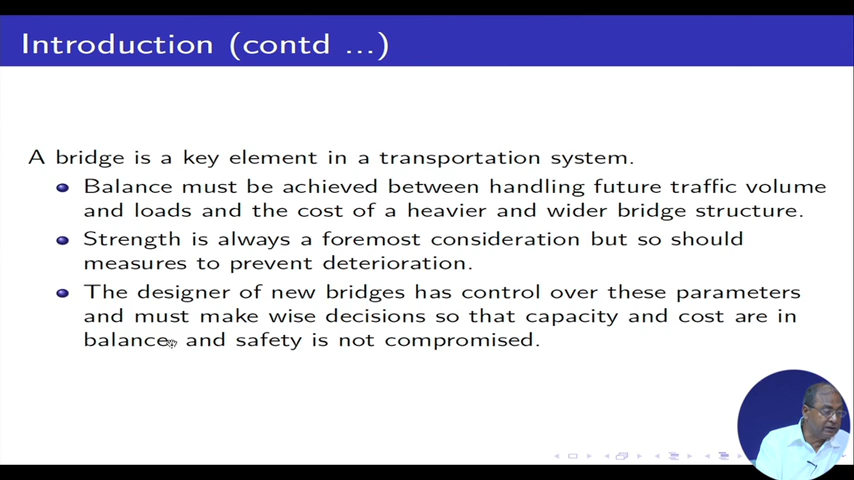 Introduction (contd ...)
A bridge is a key element in a transportation system.
Balance must be achieved between handling future traffic volume
and loads and the cost of a heavier and wider bridge structure.
Strength is always a foremost consideration but so should
measures to prevent deterioration.
The designer of new bridges has control over these parameters
and must make wise decisions so that capacity and cost are in
balance, and safety is not compromised.